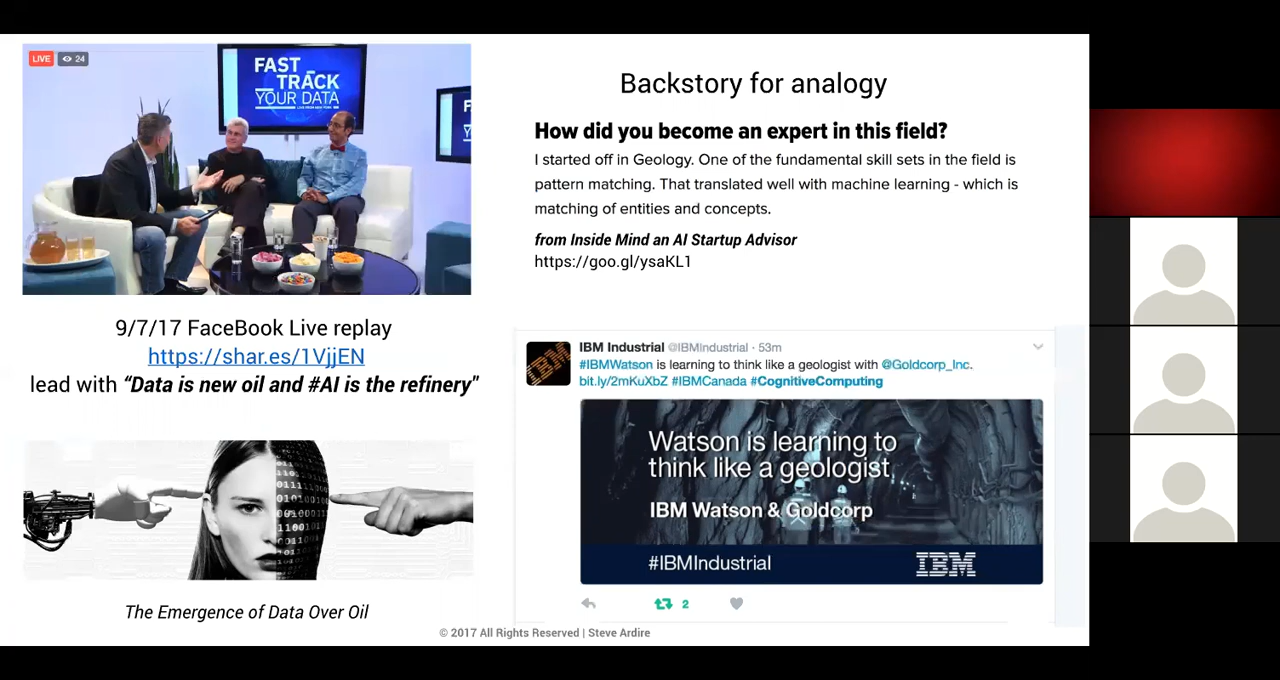 LIVE 24
FAST
TRACK
YOUR DATA
LIVE FROM NEW YORK
F
9/7/17 FaceBook Live replay
https://shar.es/1VjjEN
lead with “Data is new oil and #AI is the refinery"
The Emergence of Data Over Oil
Backstory for analogy
How did you become an expert in this field?
I started off in Geology. One of the fundamental skill sets in the field is
pattern matching. That translated well with machine learning - which is
matching of entities and concepts.
from Inside Mind an AI Startup Advisor
https://goo.gl/ysaKL1
IBM
IBM Industrial @IBMIndustrial · 53m
#IBMWatson is learning to think like a geologist with @Goldcorp_Inc.
bit.ly/2mKuXbZ #IBMCanada #CognitiveComputing
Watson is learning to
think like a geologist.
IBM Watson & Goldcorp
#IBMIndustrial IBM
2
© 2017 All Rights Reserved | Steve Ardire